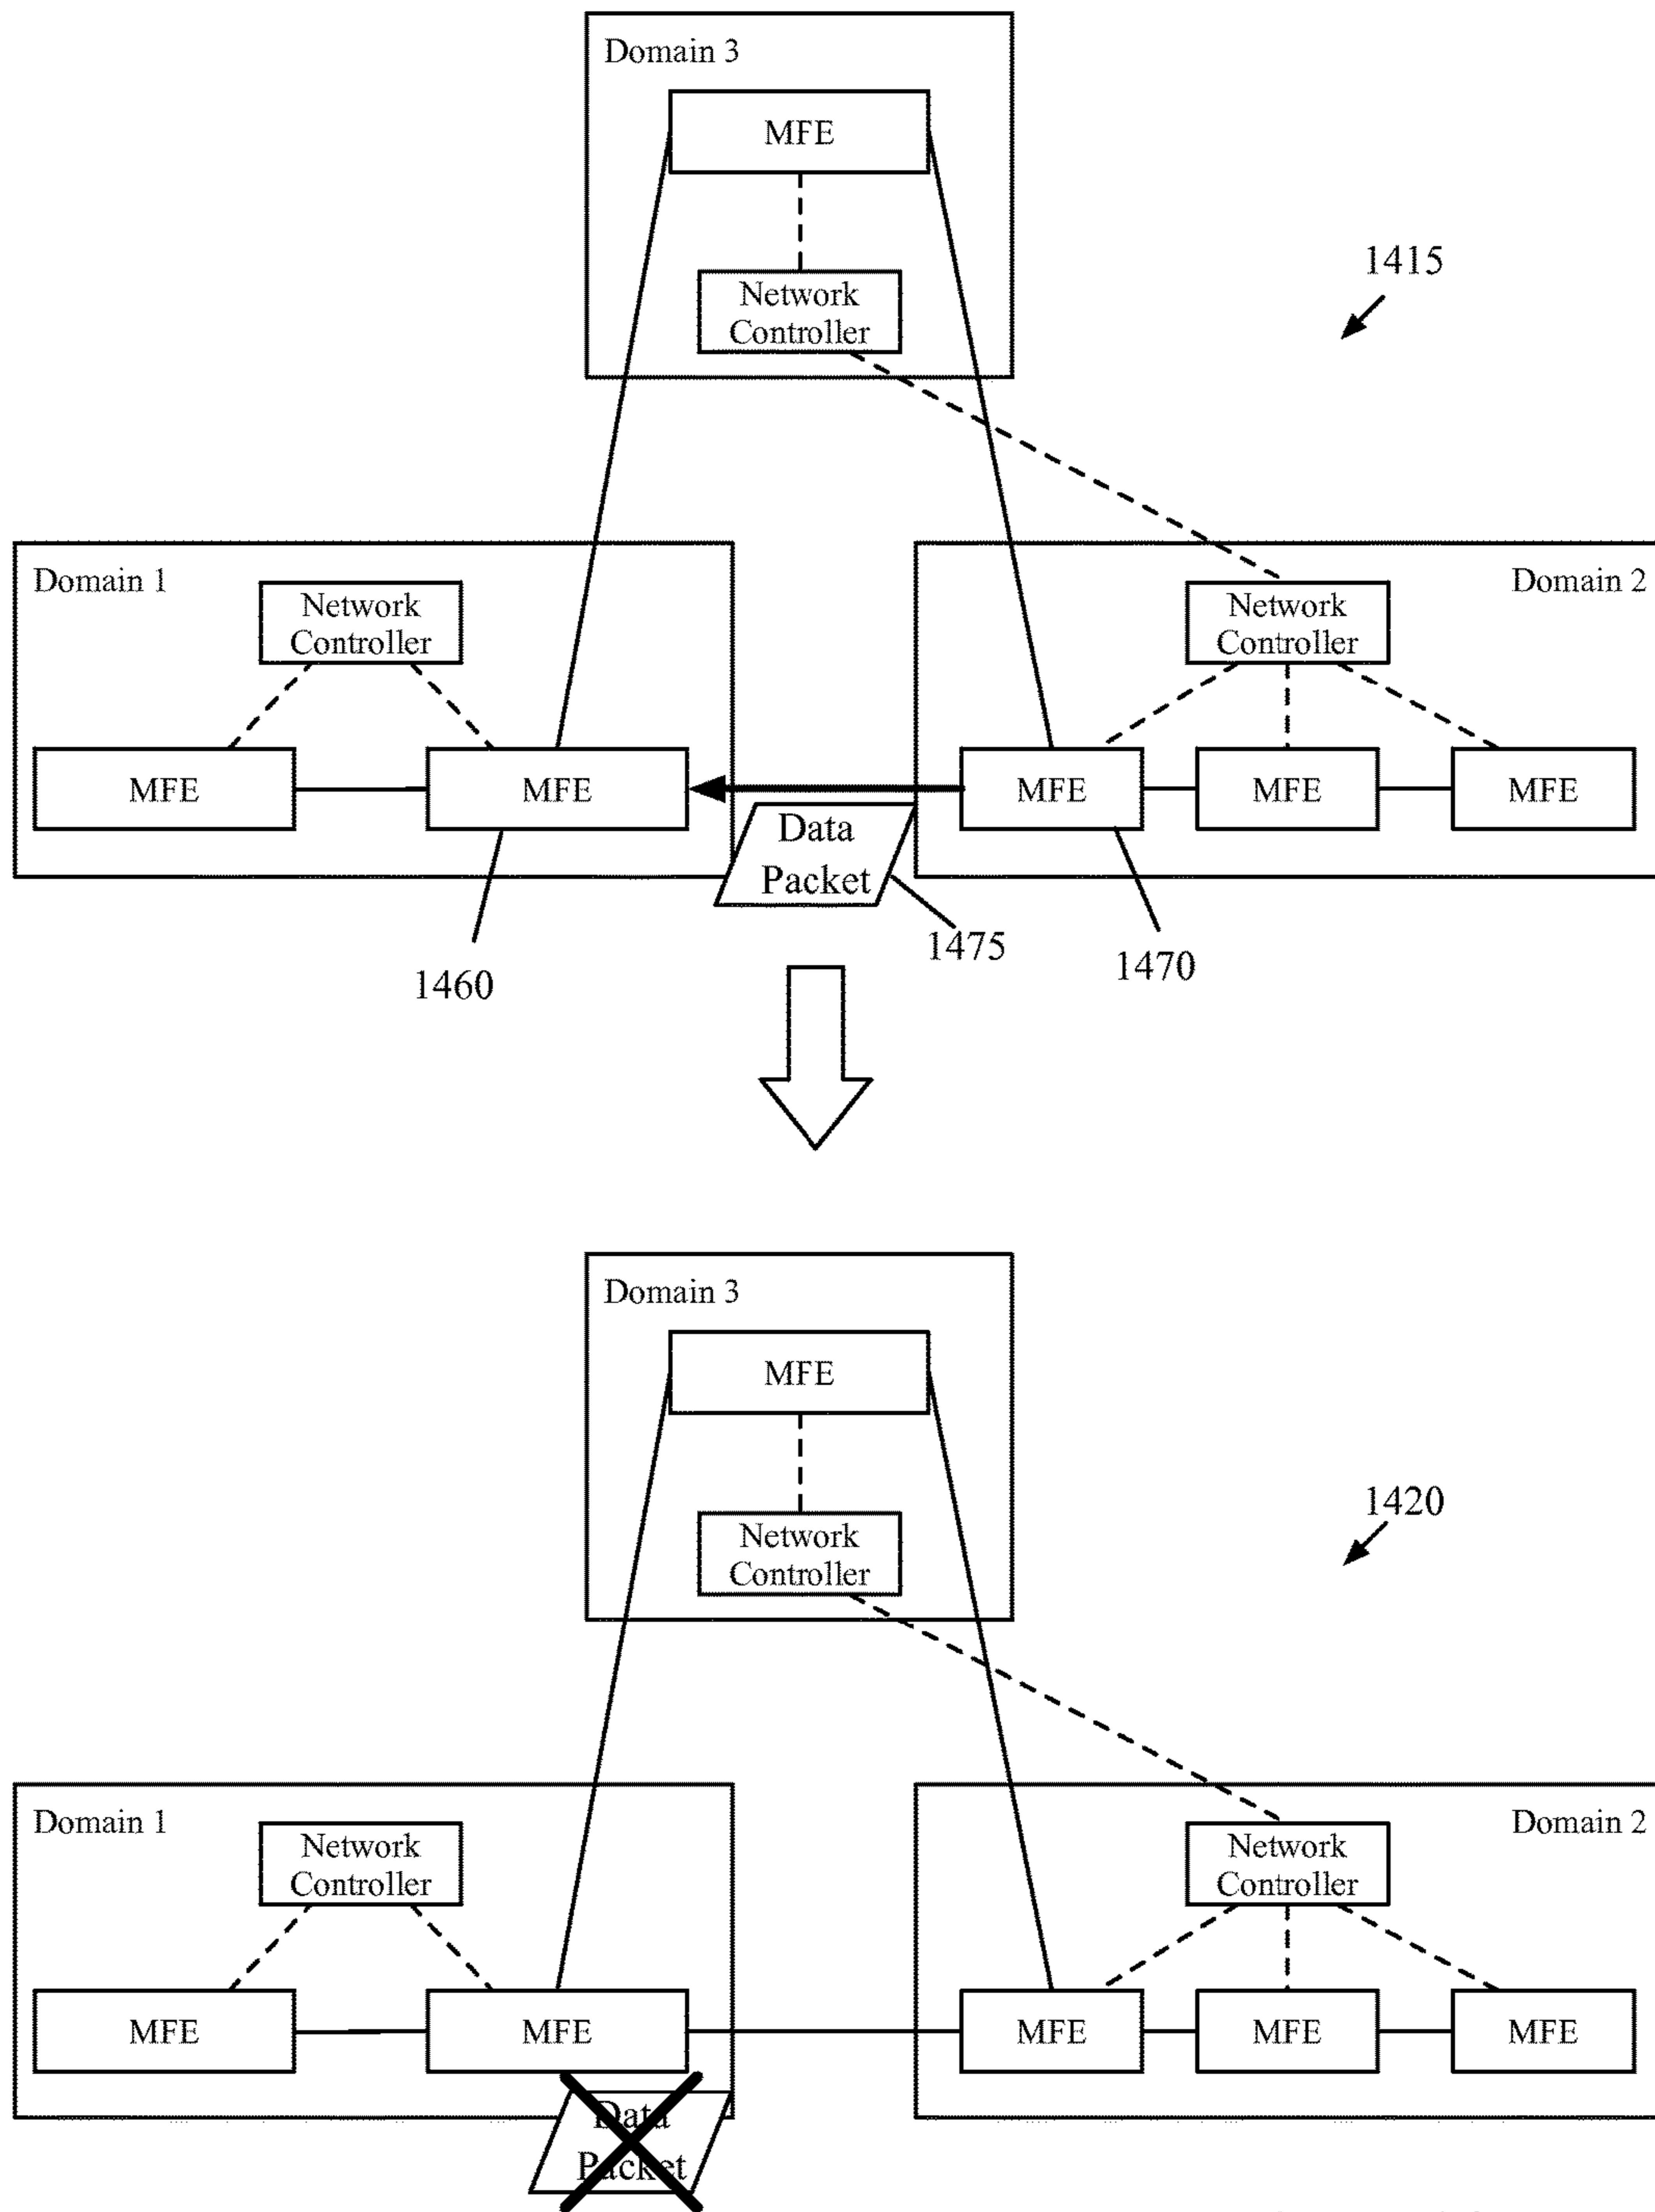 Domain 3
MFE
Network
Controller
1415
Domain 1
Network
Controller
MFE
MFE
Domain 2
Network
Controller
MFE
MFE
MFE
Data
Packet
1475
1460
1470
Domain 3
MFE
Network
Controller
1420
Domain 1
Network
Controller
MFE
MFE
Domain 2
Network
Controller
MFE
MFE
MFE
Data
Packet